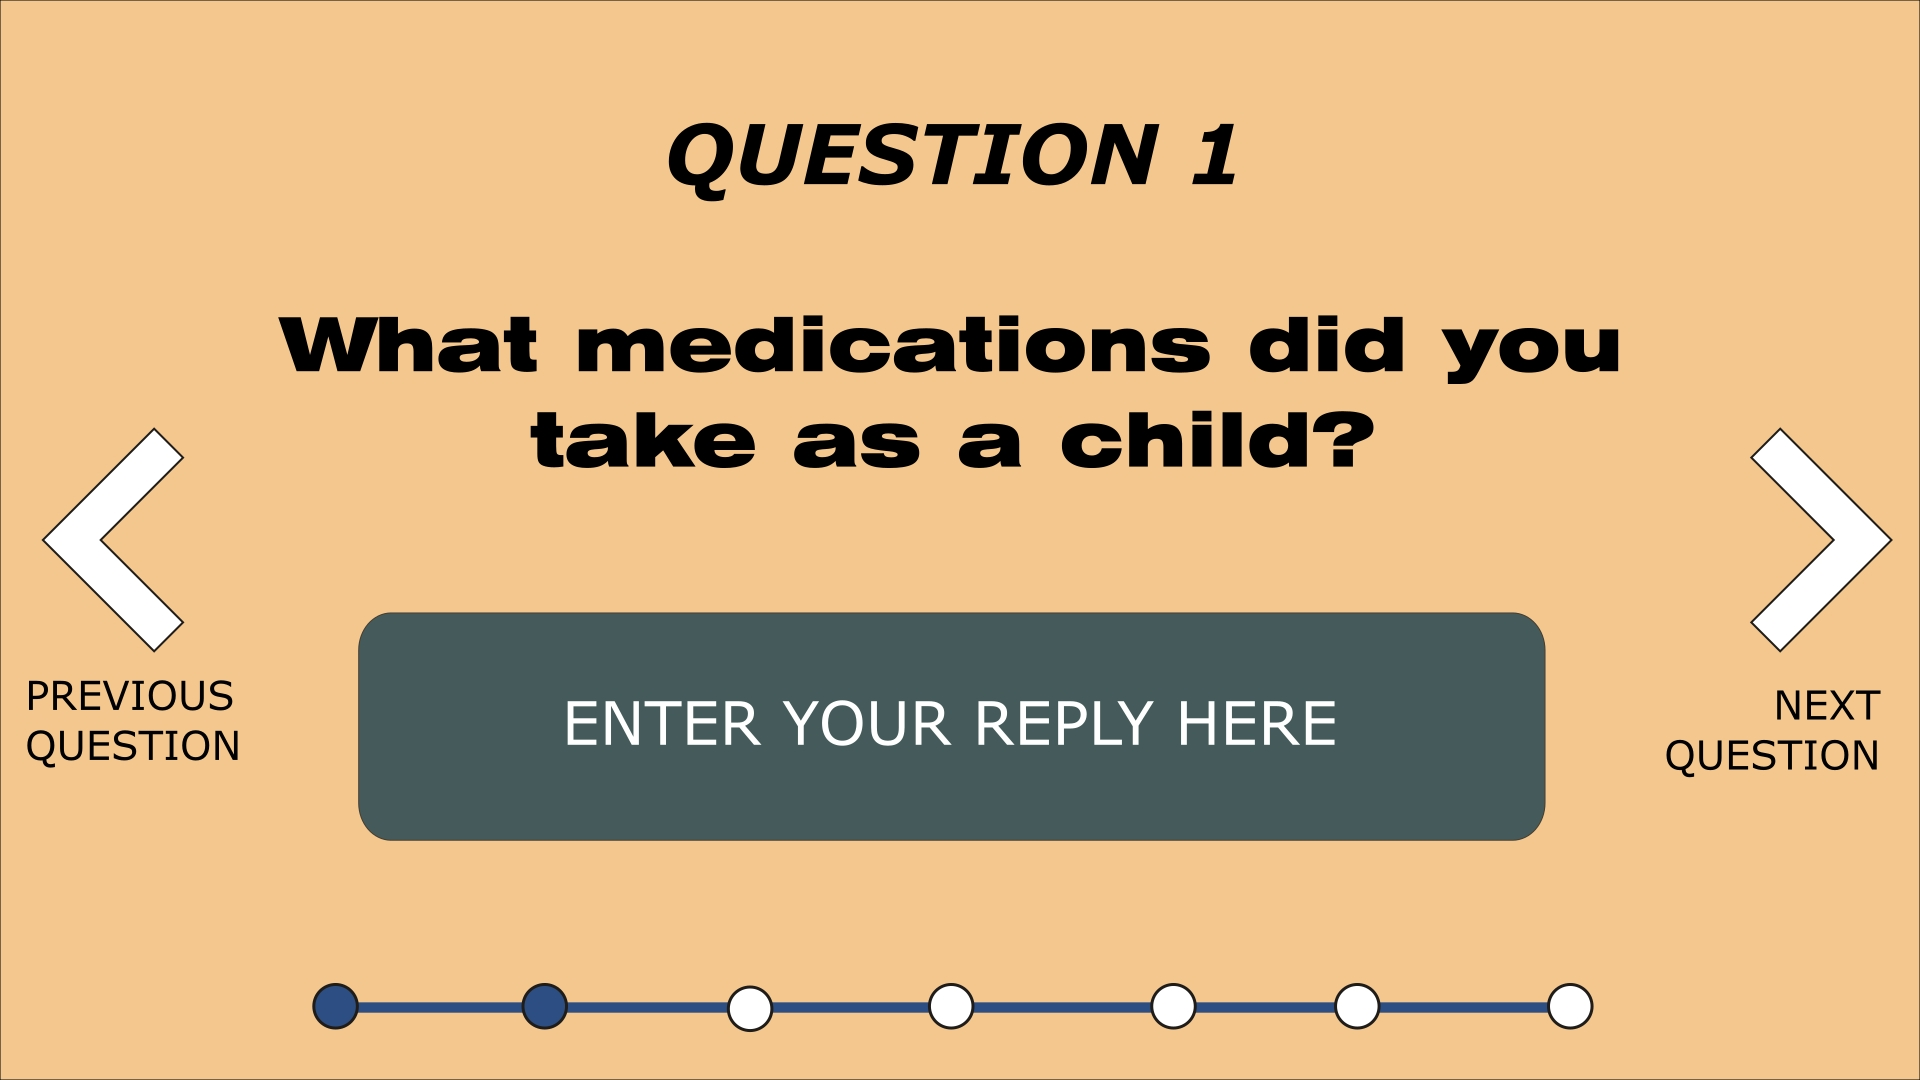 QUESTION 1
What medications did you
take as a child?
PREVIOUS
QUESTION
ENTER YOUR REPLY HERE
NEXT
QUESTION